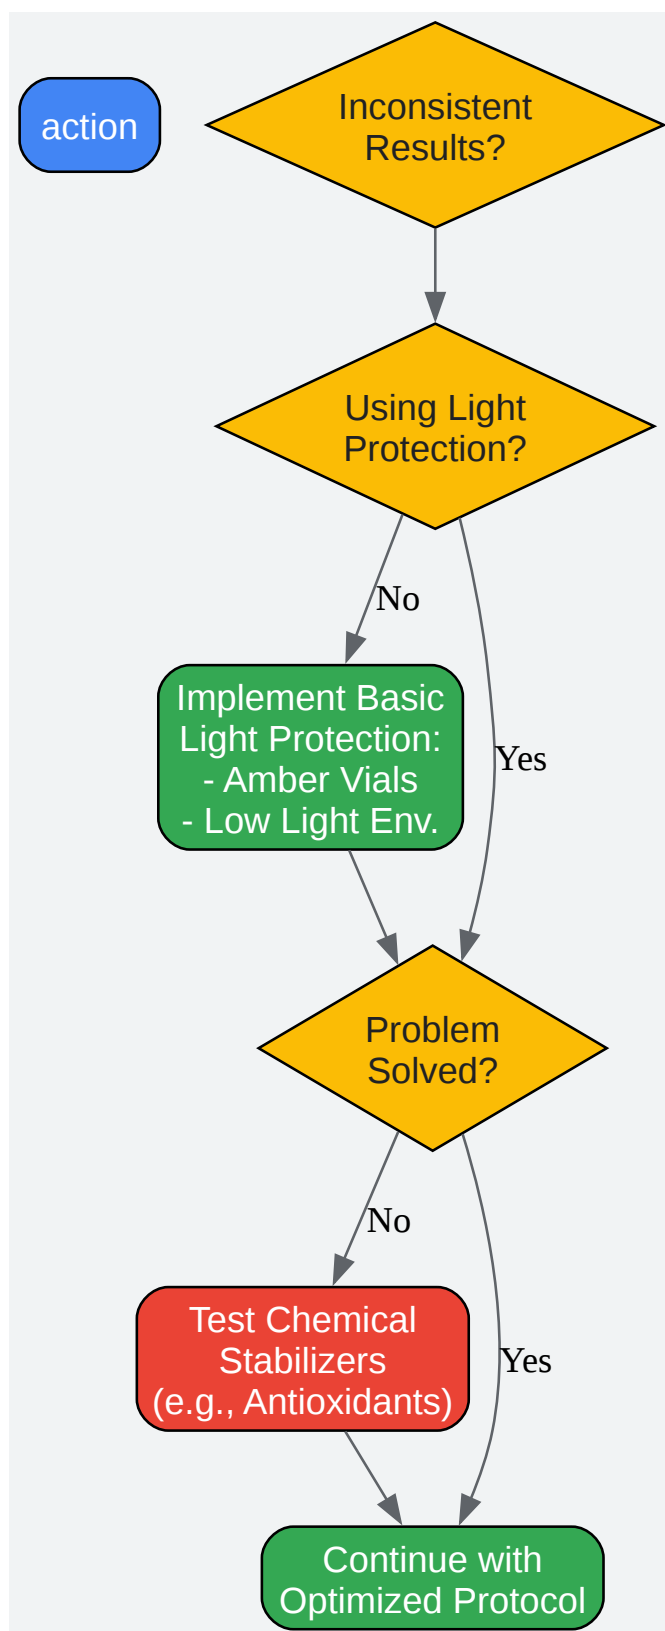 action
Inconsistent
Results?
Using Light
Protection?
No
Implement Basic
Light Protection:
- Amber Vials
- Low Light Env.
Yes
Problem
Solved?
No
Test Chemical
Stabilizers
(e.g., Antioxidants)
Yes
Continue with
Optimized Protocol